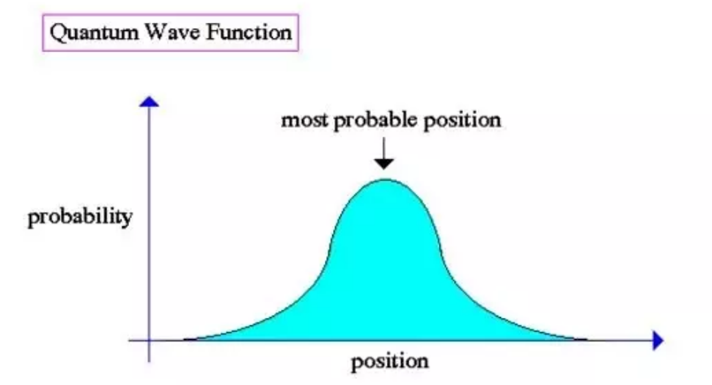 Quantum Wave Function
most probable position
probability
position